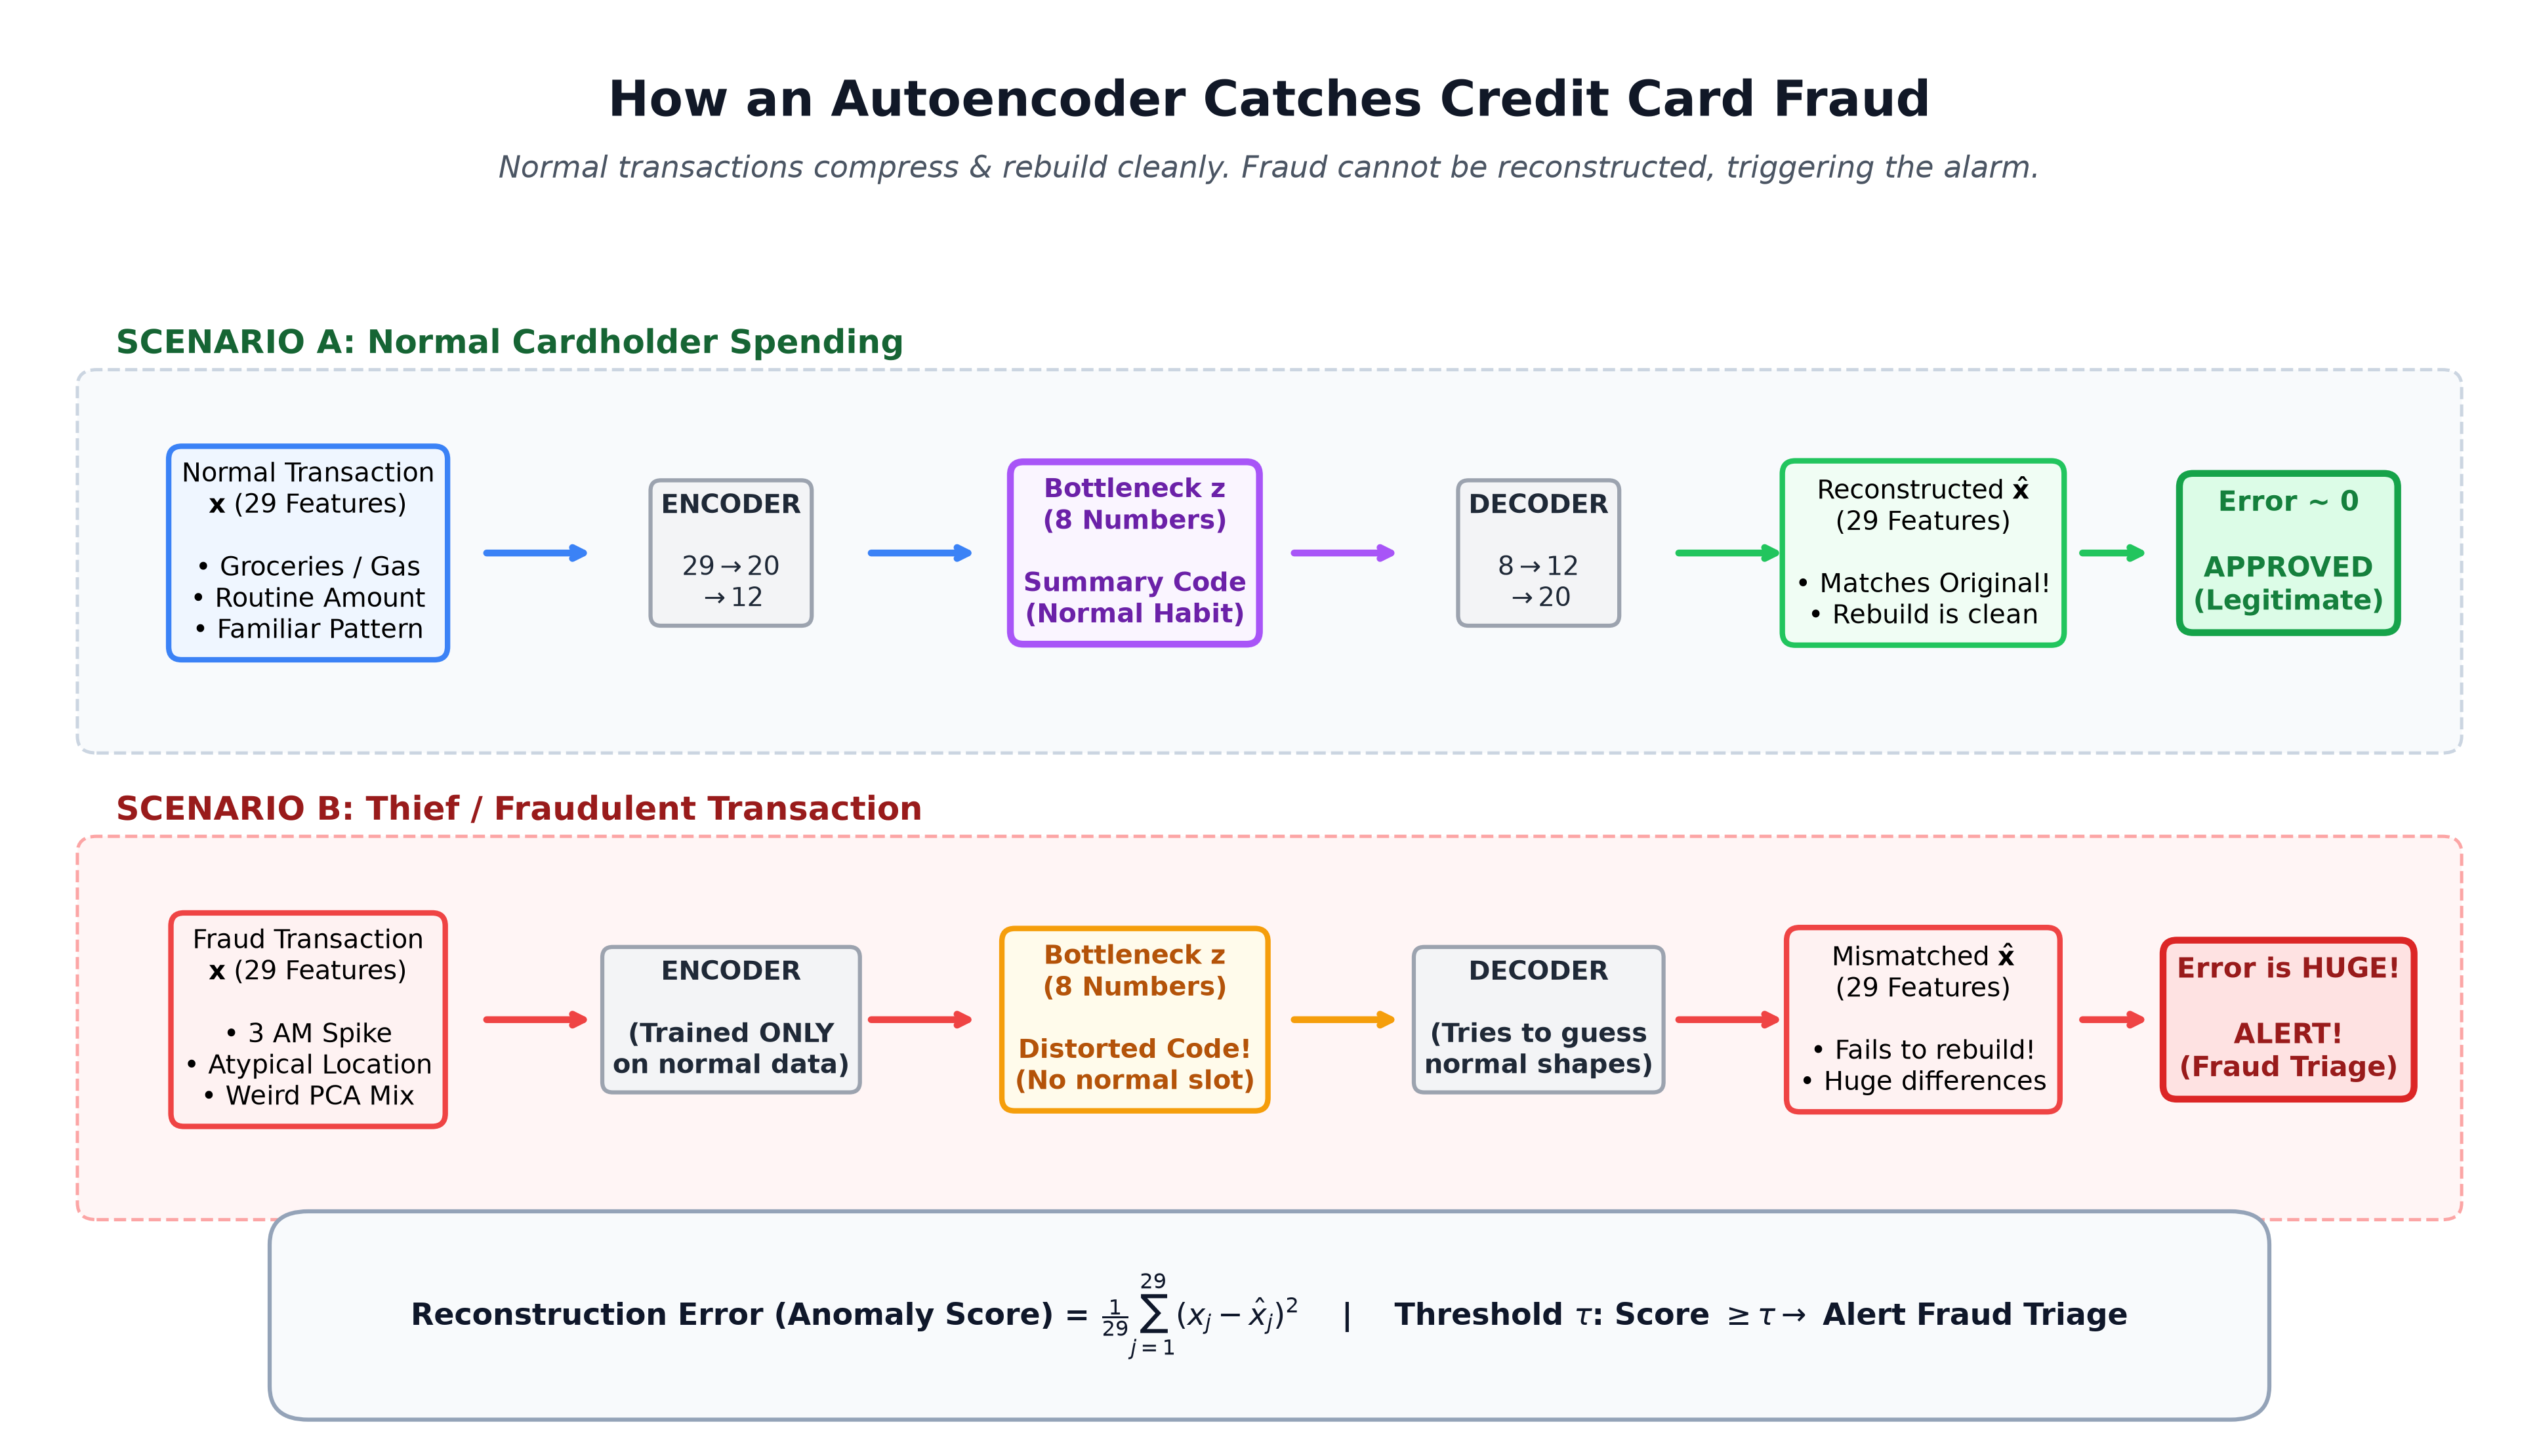 How an Autoencoder Catches Credit Card Fraud
Normal transactions compress & rebuild cleanly. Fraud cannot be reconstructed, triggering the alarm.
SCENARIO A: Normal Cardholder Spending
Normal Transaction
x (29 Features)
• Groceries / Gas
• Routine Amount
• Familiar Pattern
ENCODER
29→20
→12
Bottleneck z
(8 Numbers)
Summary Code
(Normal Habit)
DECODER
8→12
→20
Reconstructed x̂
(29 Features)
• Matches Original!
• Rebuild is clean
Error ~ 0
APPROVED
(Legitimate)
SCENARIO B: Thief / Fraudulent Transaction
Fraud Transaction
x (29 Features)
• 3 AM Spike
• Atypical Location
• Weird PCA Mix
ENCODER
(Trained ONLY
on normal data)
Bottleneck z
(8 Numbers)
Distorted Code!
(No normal slot)
DECODER
(Tries to guess
normal shapes)
Mismatched x̂
(29 Features)
• Fails to rebuild!
• Huge differences
Error is HUGE!
ALERT!
(Fraud Triage)
Reconstruction Error (Anomaly Score) = 1/29 ∑_{j=1}^{29} (x_j − x̂_j)² | Threshold τ: Score ≥ τ → Alert Fraud Triage